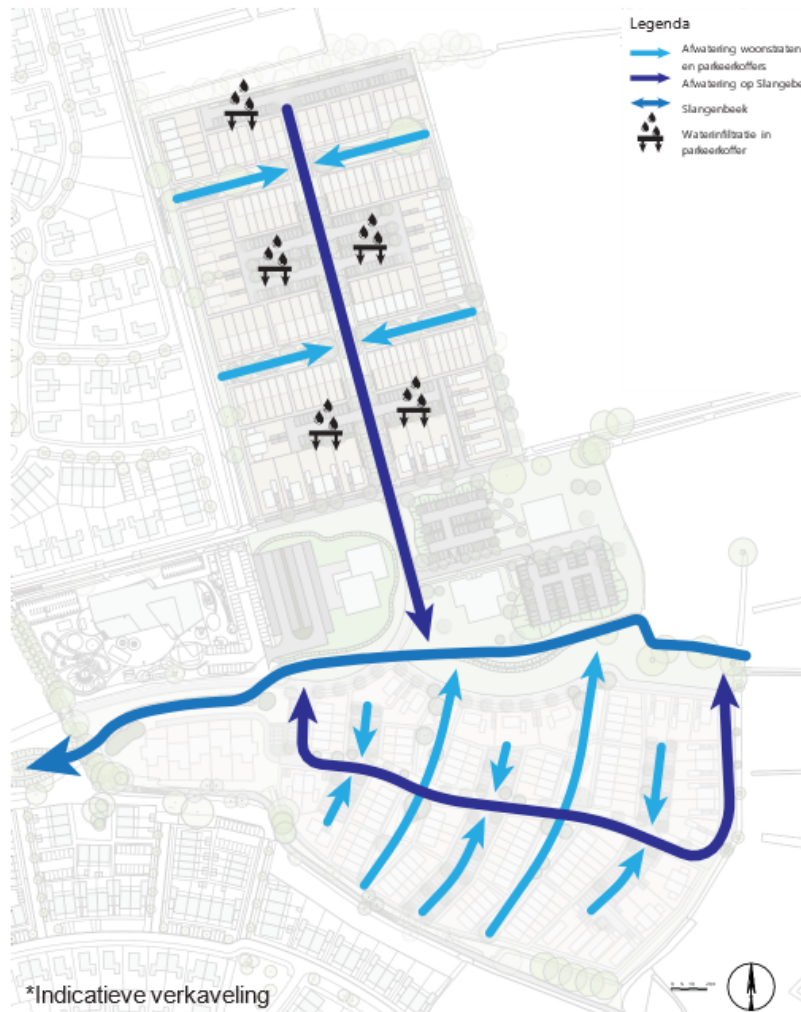 Legenda
Afwatering woonstraten
en parkeerkoffers
Afwatering op Slangebe
Slangenbeek
Waterinfiltratie in
parkeerkoffer
*Indicatieve verkaveling